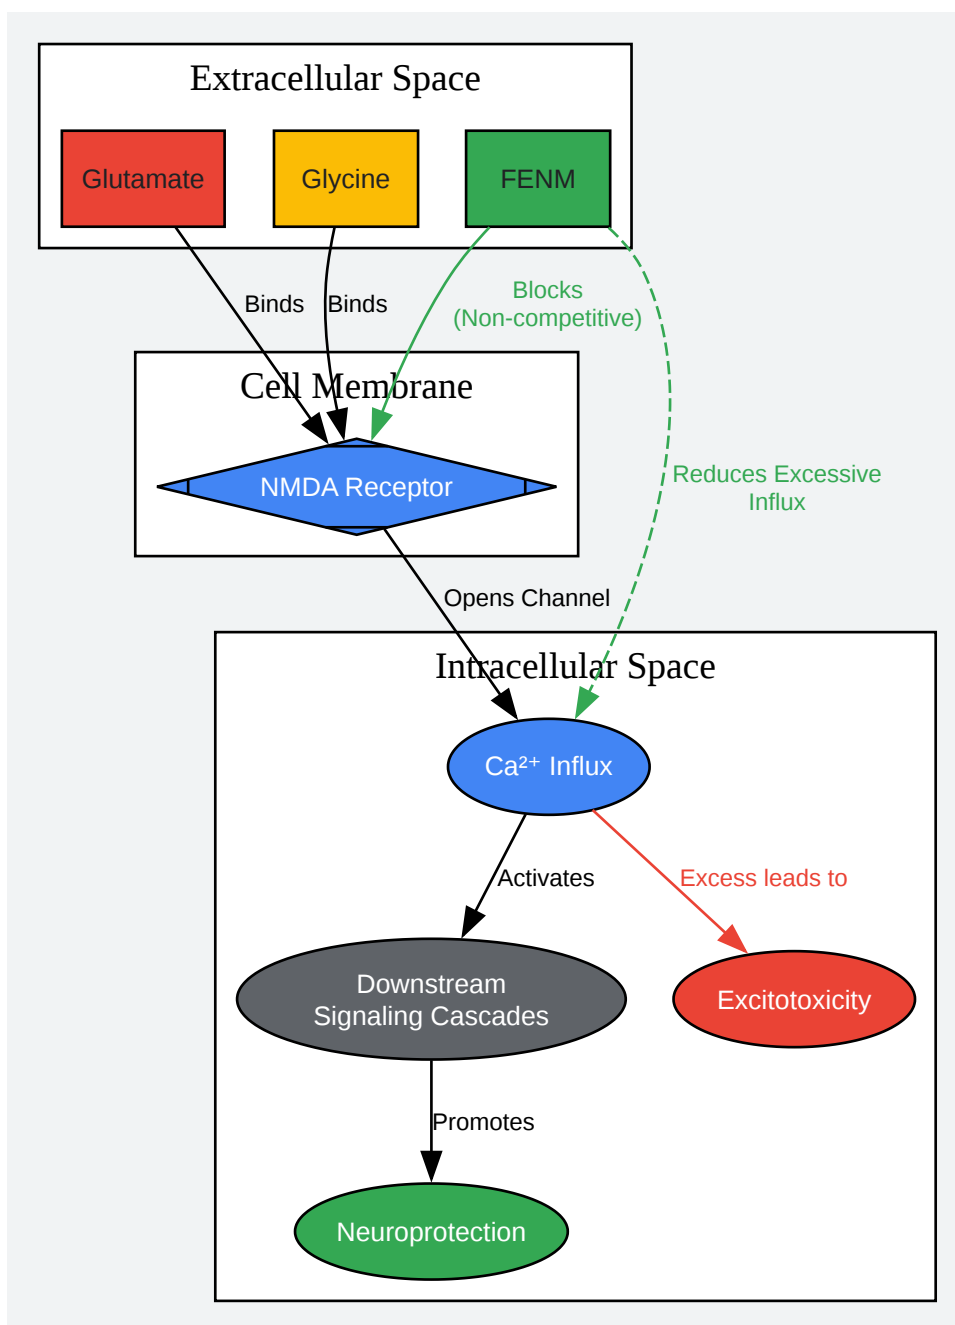 Extracellular Space
Glutamate
Glycine
FENM
Binds
Binds
Blocks
(Non-competitive)
Cell Membrane
NMDA Receptor
Reduces Excessive
Influx
Opens Channel
Intracellular Space
Ca²⁺ Influx
Activates
Excess leads to
Downstream
Signaling Cascades
Excitotoxicity
Promotes
Neuroprotection